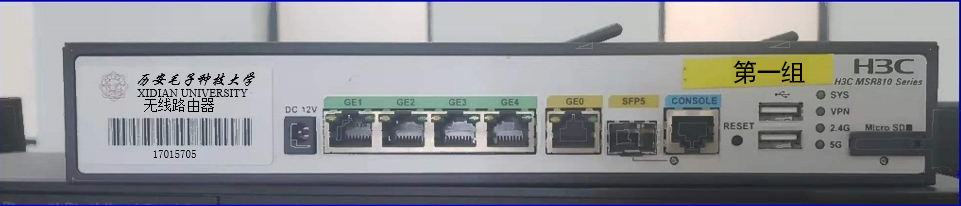 西安电子科技大学
XIDIAN UNIVERSITY
无线路由器
17015705
DC 12V
GE1
GE2
GE3
GE4
GE0
SFP5
CONSOLE
RESET
第一组
H3C
H3C MSR810 Series
SYS
VPN
2.4G
5G
Micro SD